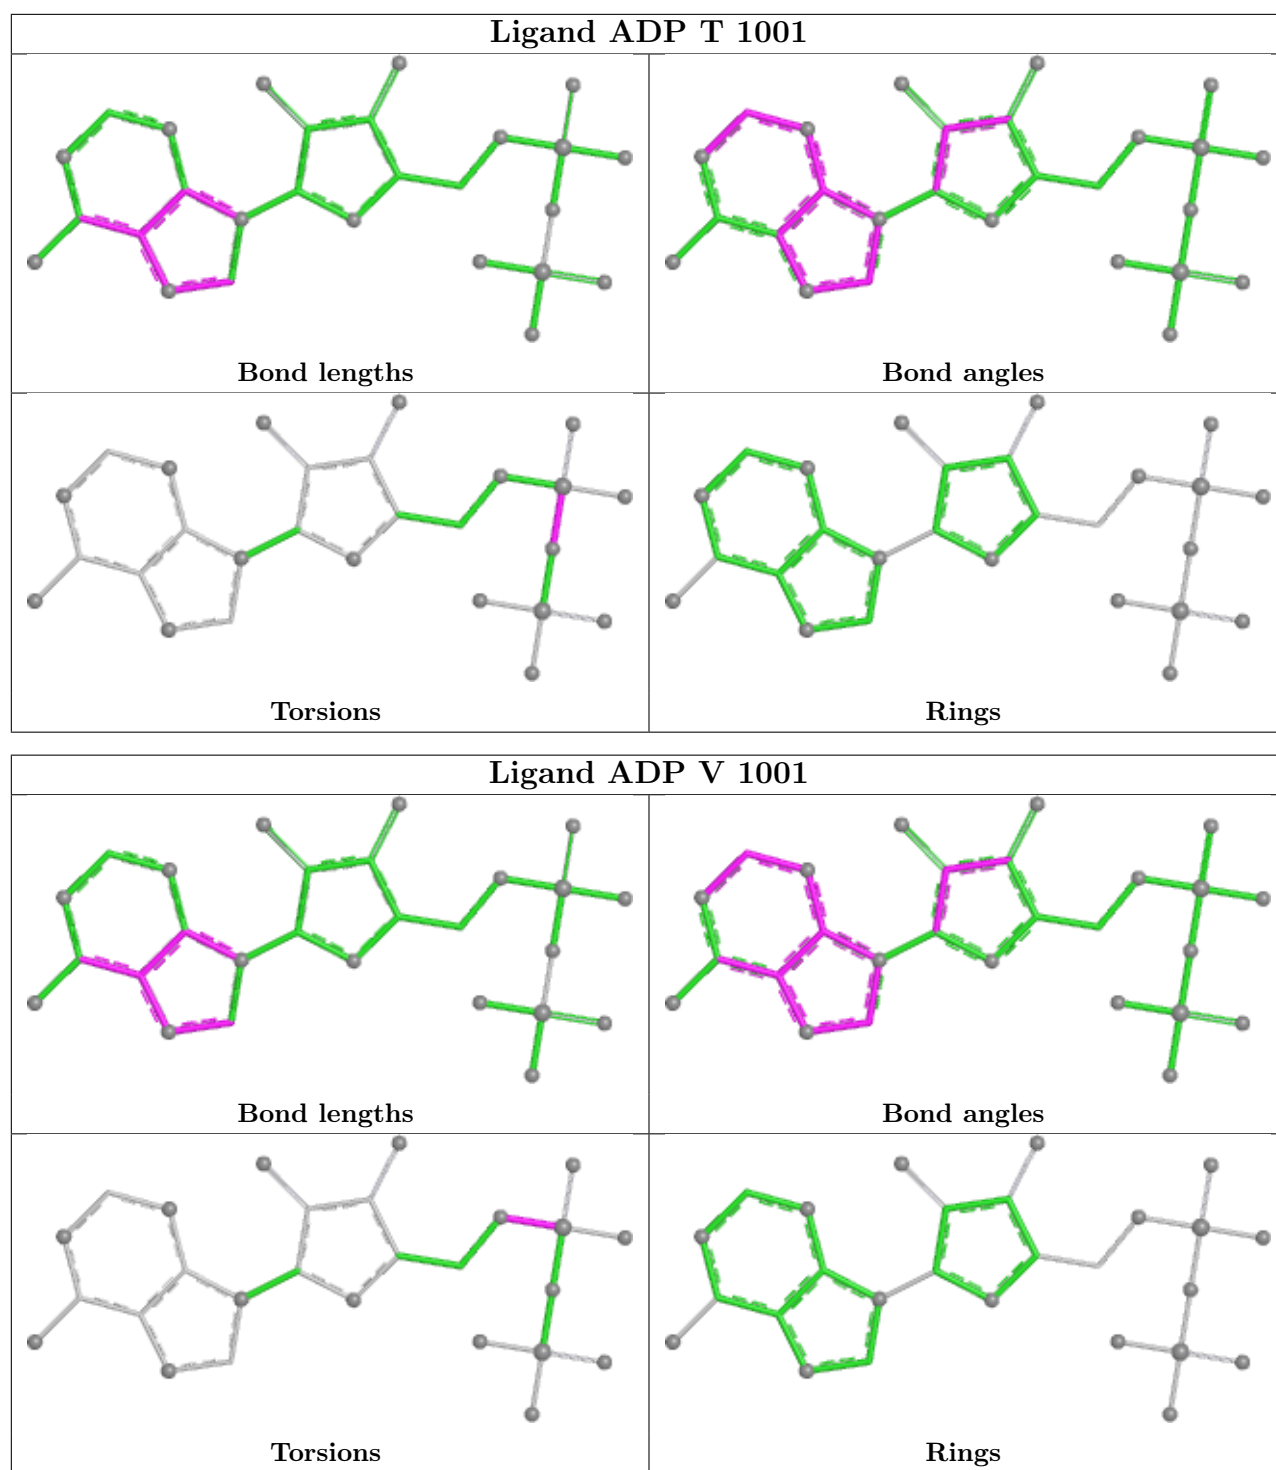 Ligand ADP T 1001
Bond lengths
Bond angles
Torsions
Rings
Ligand ADP V 1001
Bond lengths
Bond angles
Torsions
Rings